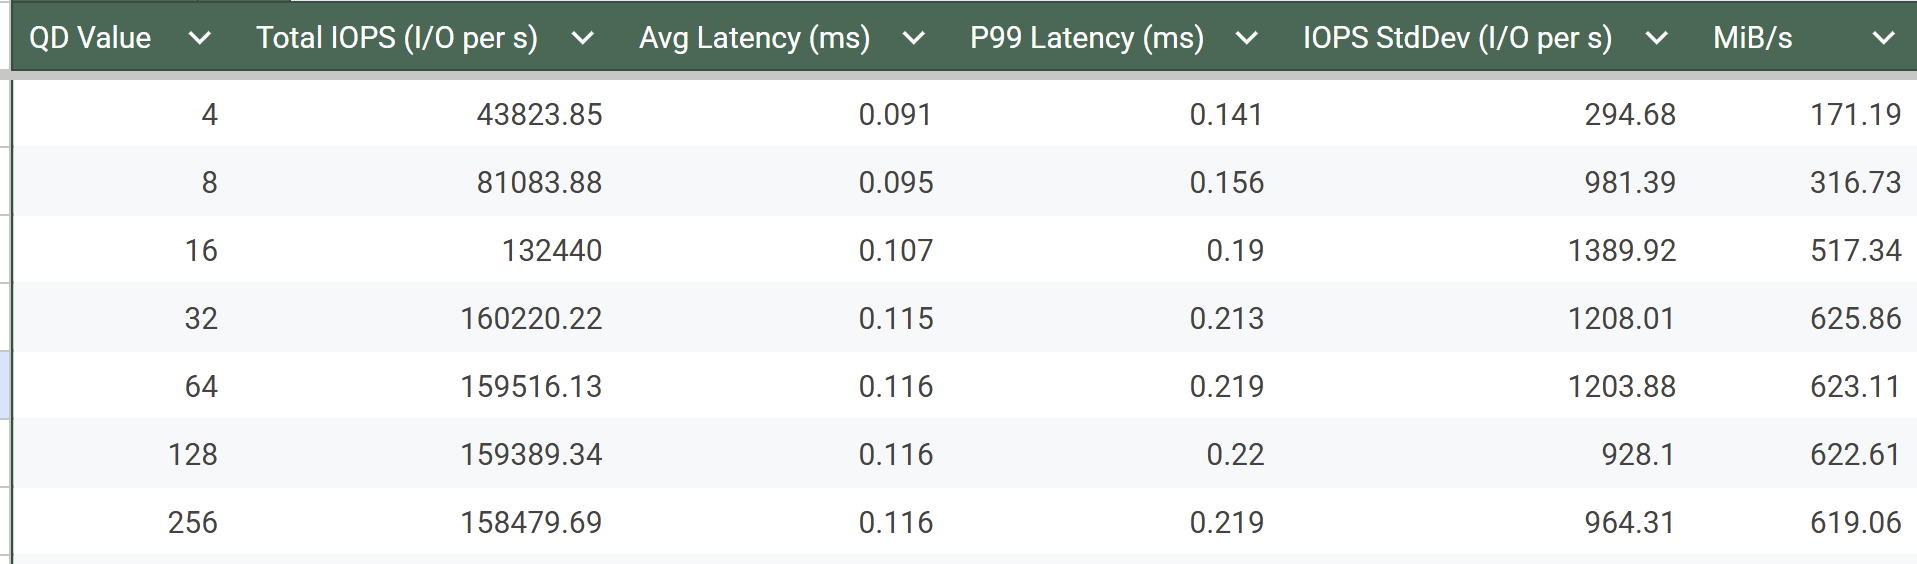 QD Value Total IOPS (I/O per s) Avg Latency (ms) P99 Latency (ms) IOPS StdDev (I/O per s) MiB/s
4 43823.85 0.091 0.141 294.68 171.19
8 81083.88 0.095 0.156 981.39 316.73
16 132440 0.107 0.19 1389.92 517.34
32 160220.22 0.115 0.213 1208.01 625.86
64 159516.13 0.116 0.219 1203.88 623.11
128 159389.34 0.116 0.22 928.1 622.61
256 158479.69 0.116 0.219 964.31 619.06